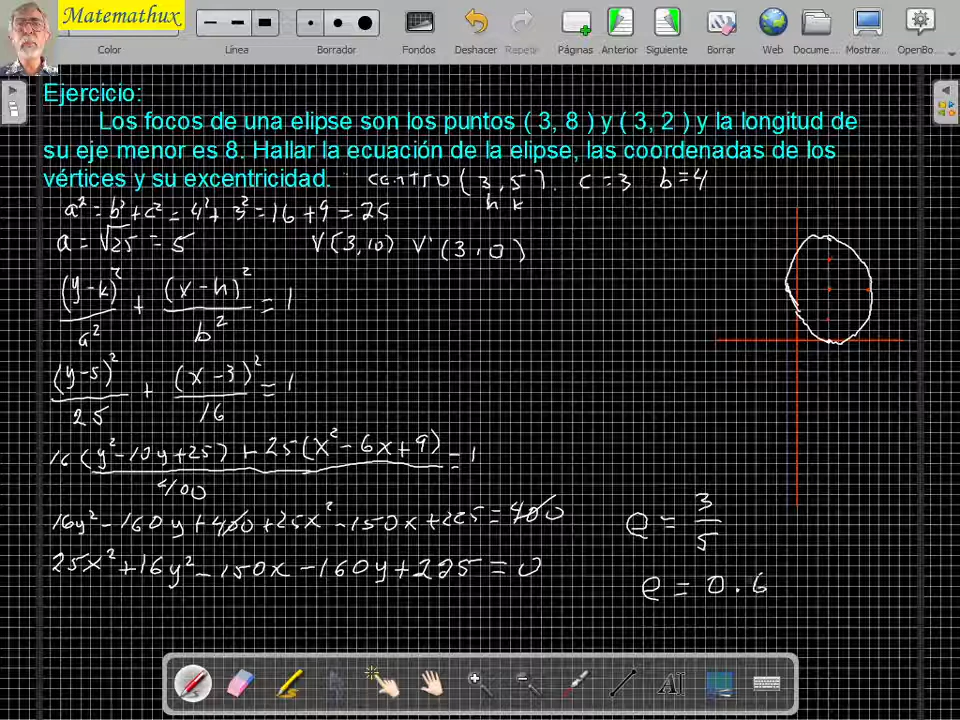 Matemathux
Color Línea Borrador Fondos Deshacer Repetir Páginas Anterior Siguiente Borrar Web Docume... Mostrar... OpenBo...
Ejercicio:
Los focos de una elipse son los puntos ( 3, 8 ) y ( 3, 2 ) y la longitud de
su eje menor es 8. Hallar la ecuación de la elipse, las coordenadas de los
vértices y su excentricidad. centro (3,5). c=3 b=4
h k
a² = b² + c² = 4² + 3² = 16 + 9 = 25
a = √25 = 5 V(3,10) V'(3,0)
(y-k)²/a² + (x-h)²/b² = 1
(y-5)²/25 + (x-3)²/16 = 1
16(y²-10y+25) + 25(x²-6x+9) = 1
400
16y² - 160y + 400 + 25x² - 150x + 225 = 400
25x² + 16y² - 150x - 160y + 225 = 0
e = 3/5
e = 0.6